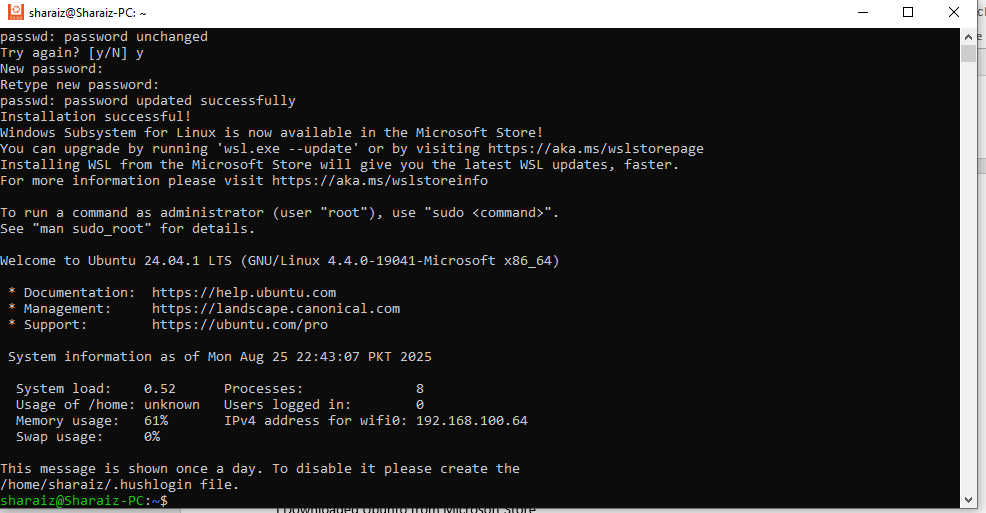 sharaiz@Sharaiz-PC: ~
passwd: password unchanged
Try again? [y/N] y
New password:
Retype new password:
passwd: password updated successfully
Installation successful!
Windows Subsystem for Linux is now available in the Microsoft Store!
You can upgrade by running 'wsl.exe --update' or by visiting https://aka.ms/wslstorepage
Installing WSL from the Microsoft Store will give you the latest WSL updates, faster.
For more information please visit https://aka.ms/wslstoreinfo

To run a command as administrator (user "root"), use "sudo <command>".
See "man sudo_root" for details.

Welcome to Ubuntu 24.04.1 LTS (GNU/Linux 4.4.0-19041-Microsoft x86_64)

 * Documentation:  https://help.ubuntu.com
 * Management:     https://landscape.canonical.com
 * Support:        https://ubuntu.com/pro

 System information as of Mon Aug 25 22:43:07 PKT 2025

  System load:    0.52      Processes:              8
  Usage of /home: unknown   Users logged in:        0
  Memory usage:   61%       IPv4 address for wifi0: 192.168.100.64
  Swap usage:     0%

This message is shown once a day. To disable it please create the
/home/sharaiz/.hushlogin file.
sharaiz@Sharaiz-PC:~$
from Microsoft Store